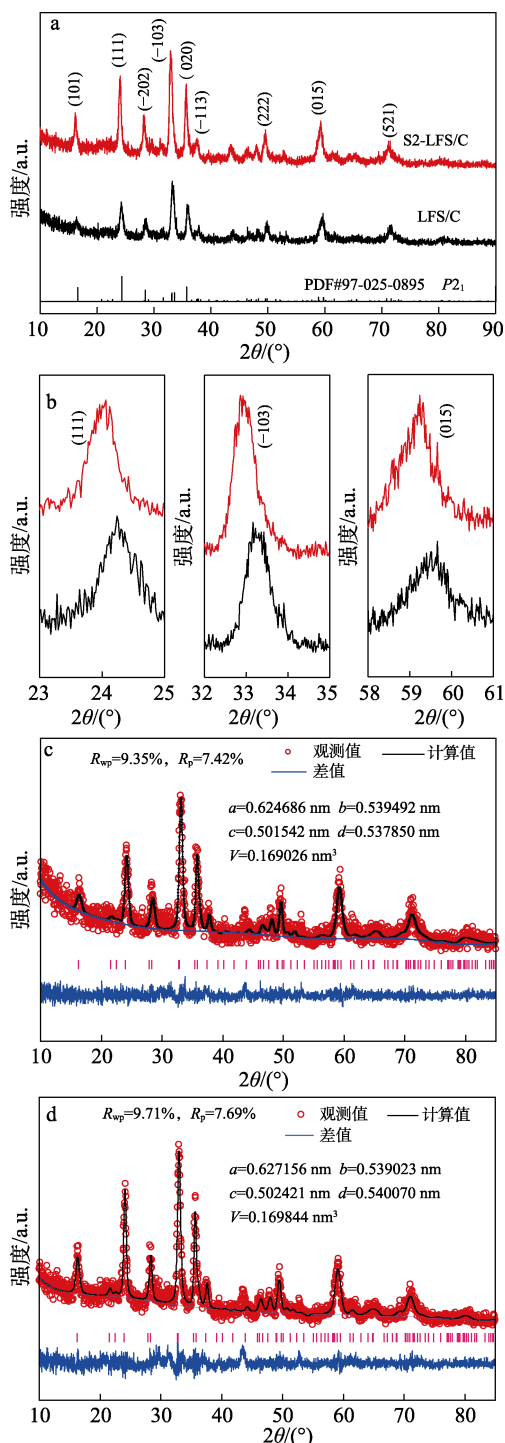 a
(101)
(111)
(−202)
(−103)
(020)
(−113)
(222)
(015)
(521)
S2-LFS/C
LFS/C
PDF#97-025-0895 P2₁
强度/a.u.
10 20 30 40 50 60 70 80 90
2θ/(°)
b
(111)
(−103)
(015)
强度/a.u.
强度/a.u.
强度/a.u.
23 24 25
32 33 34 35
58 59 60 61
2θ/(°)
2θ/(°)
2θ/(°)
c
Rwp=9.35%，Rp=7.42%
观测值
计算值
差值
a=0.624686 nm b=0.539492 nm
c=0.501542 nm d=0.537850 nm
V=0.169026 nm³
强度/a.u.
10 20 30 40 50 60 70 80
2θ/(°)
d
Rwp=9.71%，Rp=7.69%
观测值
计算值
差值
a=0.627156 nm b=0.539023 nm
c=0.502421 nm d=0.540070 nm
V=0.169844 nm³
强度/a.u.
10 20 30 40 50 60 70 80
2θ/(°)